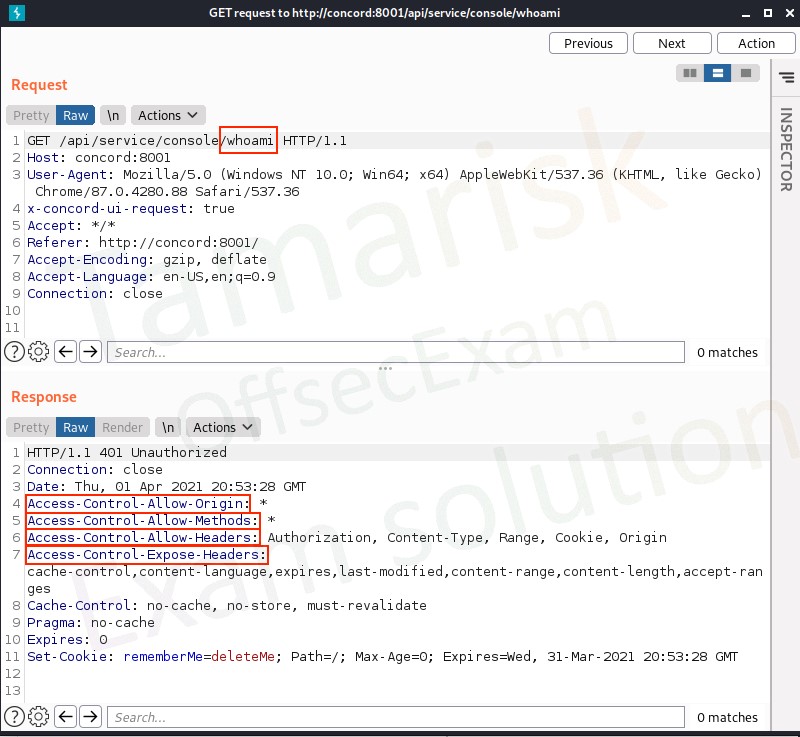 GET request to http://concord:8001/api/service/console/whoami
Previous Next Action
Request
Pretty Raw \n Actions
INSPECTOR
1 GET /api/service/console/whoami HTTP/1.1
2 Host: concord:8001
3 User-Agent: Mozilla/5.0 (Windows NT 10.0; Win64; x64) AppleWebKit/537.36 (KHTML, like Gecko)
Chrome/87.0.4280.88 Safari/537.36
4 x-concord-ui-request: true
5 Accept: */*
6 Referer: http://concord:8001/
7 Accept-Encoding: gzip, deflate
8 Accept-Language: en-US,en;q=0.9
9 Connection: close
10
11
? Search... 0 matches
Response
Pretty Raw Render \n Actions
1 HTTP/1.1 401 Unauthorized
2 Connection: close
3 Date: Thu, 01 Apr 2021 20:53:28 GMT
4 Access-Control-Allow-Origin: *
5 Access-Control-Allow-Methods: *
6 Access-Control-Allow-Headers: Authorization, Content-Type, Range, Cookie, Origin
7 Access-Control-Expose-Headers:
cache-control,content-language,expires,last-modified,content-range,content-length,accept-ran
ges
8 Cache-Control: no-cache, no-store, must-revalidate
9 Pragma: no-cache
10 Expires: 0
11 Set-Cookie: rememberMe=deleteMe; Path=/; Max-Age=0; Expires=Wed, 31-Mar-2021 20:53:28 GMT
12
13
? Search... 0 matches
Tamarisk
OffsecExam
Exam solution